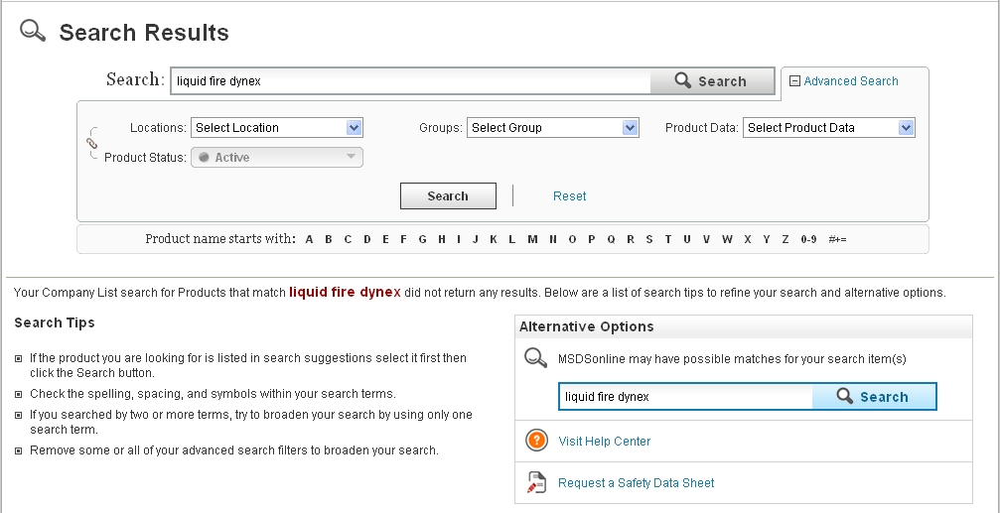 Search Results
Search: liquid fire dynex Search Advanced Search
Locations: Select Location Groups: Select Group Product Data: Select Product Data
Product Status: Active
Search Reset
Product name starts with: A B C D E F G H I J K L M N O P Q R S T U V W X Y Z 0-9 #+=
Your Company List search for Products that match liquid fire dynex did not return any results. Below are a list of search tips to refine your search and alternative options.
Search Tips
If the product you are looking for is listed in search suggestions select it first then
click the Search button.
Check the spelling, spacing, and symbols within your search terms.
If you searched by two or more terms, try to broaden your search by using only one
search term.
Remove some or all of your advanced search filters to broaden your search.
Alternative Options
MSDSonline may have possible matches for your search item(s)
liquid fire dynex Search
Visit Help Center
Request a Safety Data Sheet